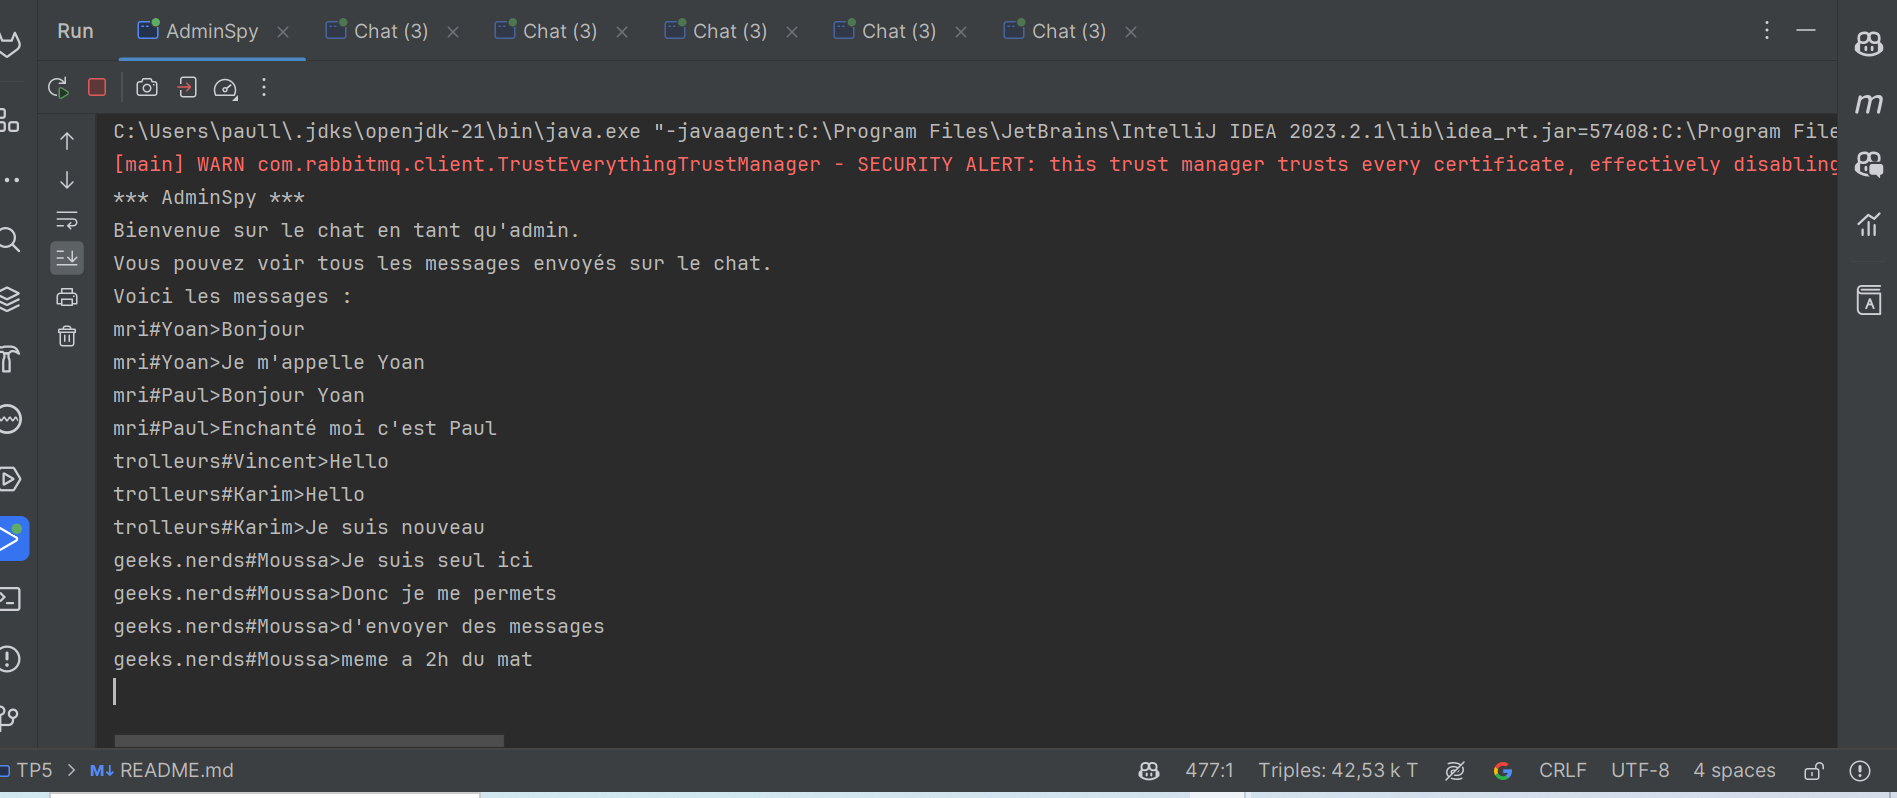 Run AdminSpy Chat (3) Chat (3) Chat (3) Chat (3) Chat (3)
C:\Users\paull\.jdks\openjdk-21\bin\java.exe "-javaagent:C:\Program Files\JetBrains\IntelliJ IDEA 2023.2.1\lib\idea_rt.jar=57408:C:\Program File
[main] WARN com.rabbitmq.client.TrustEverythingTrustManager - SECURITY ALERT: this trust manager trusts every certificate, effectively disabling
*** AdminSpy ***
Bienvenue sur le chat en tant qu'admin.
Vous pouvez voir tous les messages envoyés sur le chat.
Voici les messages :
mri#Yoan>Bonjour
mri#Yoan>Je m'appelle Yoan
mri#Paul>Bonjour Yoan
mri#Paul>Enchanté moi c'est Paul
trolleurs#Vincent>Hello
trolleurs#Karim>Hello
trolleurs#Karim>Je suis nouveau
geeks.nerds#Moussa>Je suis seul ici
geeks.nerds#Moussa>Donc je me permets
geeks.nerds#Moussa>d'envoyer des messages
geeks.nerds#Moussa>meme a 2h du mat
TP5 > M↓ README.md 477:1 Triples: 42,53 k T CRLF UTF-8 4 spaces